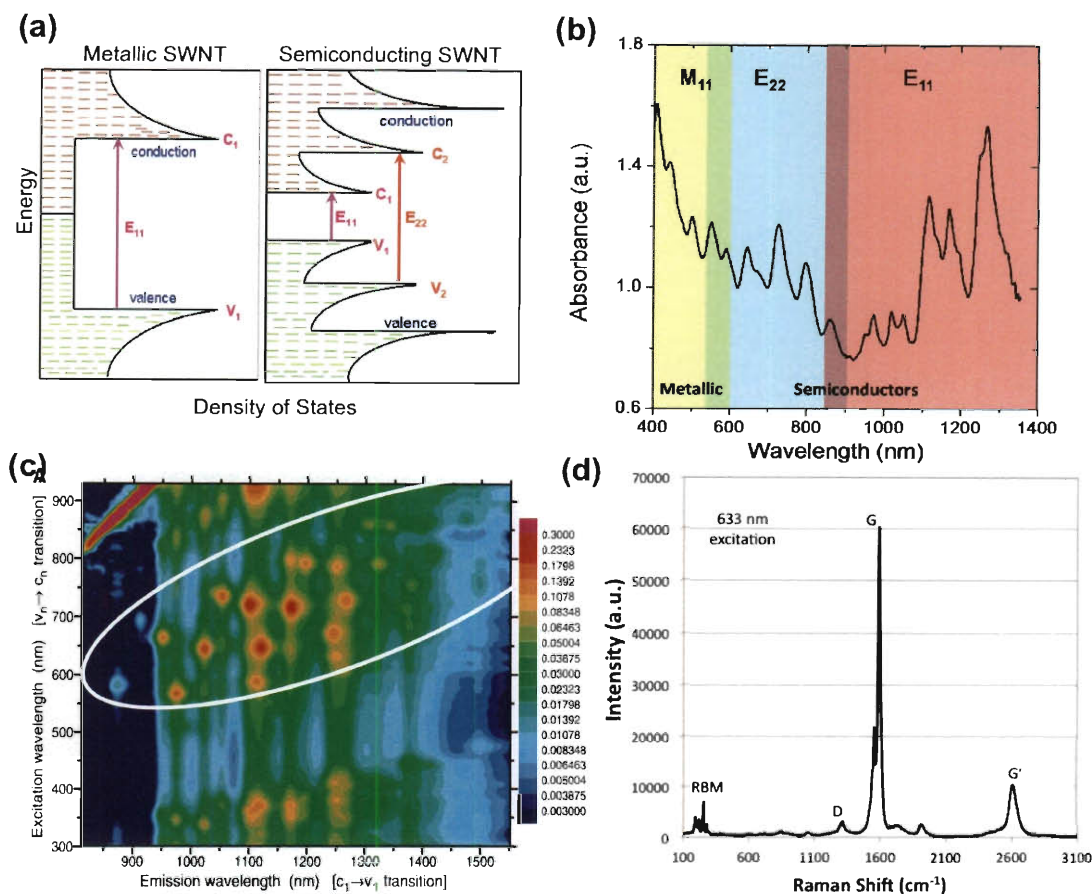 (a)
Metallic SWNT
Semiconducting SWNT
Energy
C1
conduction
E11
valence
V1
conduction
C2
C1
E11
E22
V1
V2
valence
Density of States
(b)
1.8
1.4
1.0
0.6
Absorbance (a.u.)
M11
E22
E11
Metallic
Semiconductors
400 600 800 1000 1200 1400
Wavelength (nm)
(c)
A
Excitation wavelength (nm) [vn→ cn transition]
900
800
700
600
500
400
300
900 1000 1100 1200 1300 1400 1500
Emission wavelength (nm) [c1→v1 transition]
0.3000
0.2323
0.1798
0.1392
0.1078
0.08348
0.06463
0.05004
0.03875
0.03000
0.02323
0.01798
0.01392
0.01078
0.008348
0.006463
0.005004
0.003875
0.003000
(d)
70000
60000
50000
40000
30000
20000
10000
0
Intensity (a.u.)
633 nm
excitation
G
RBM
D
G'
100 600 1100 1600 2100 2600 3100
Raman Shift (cm-1)